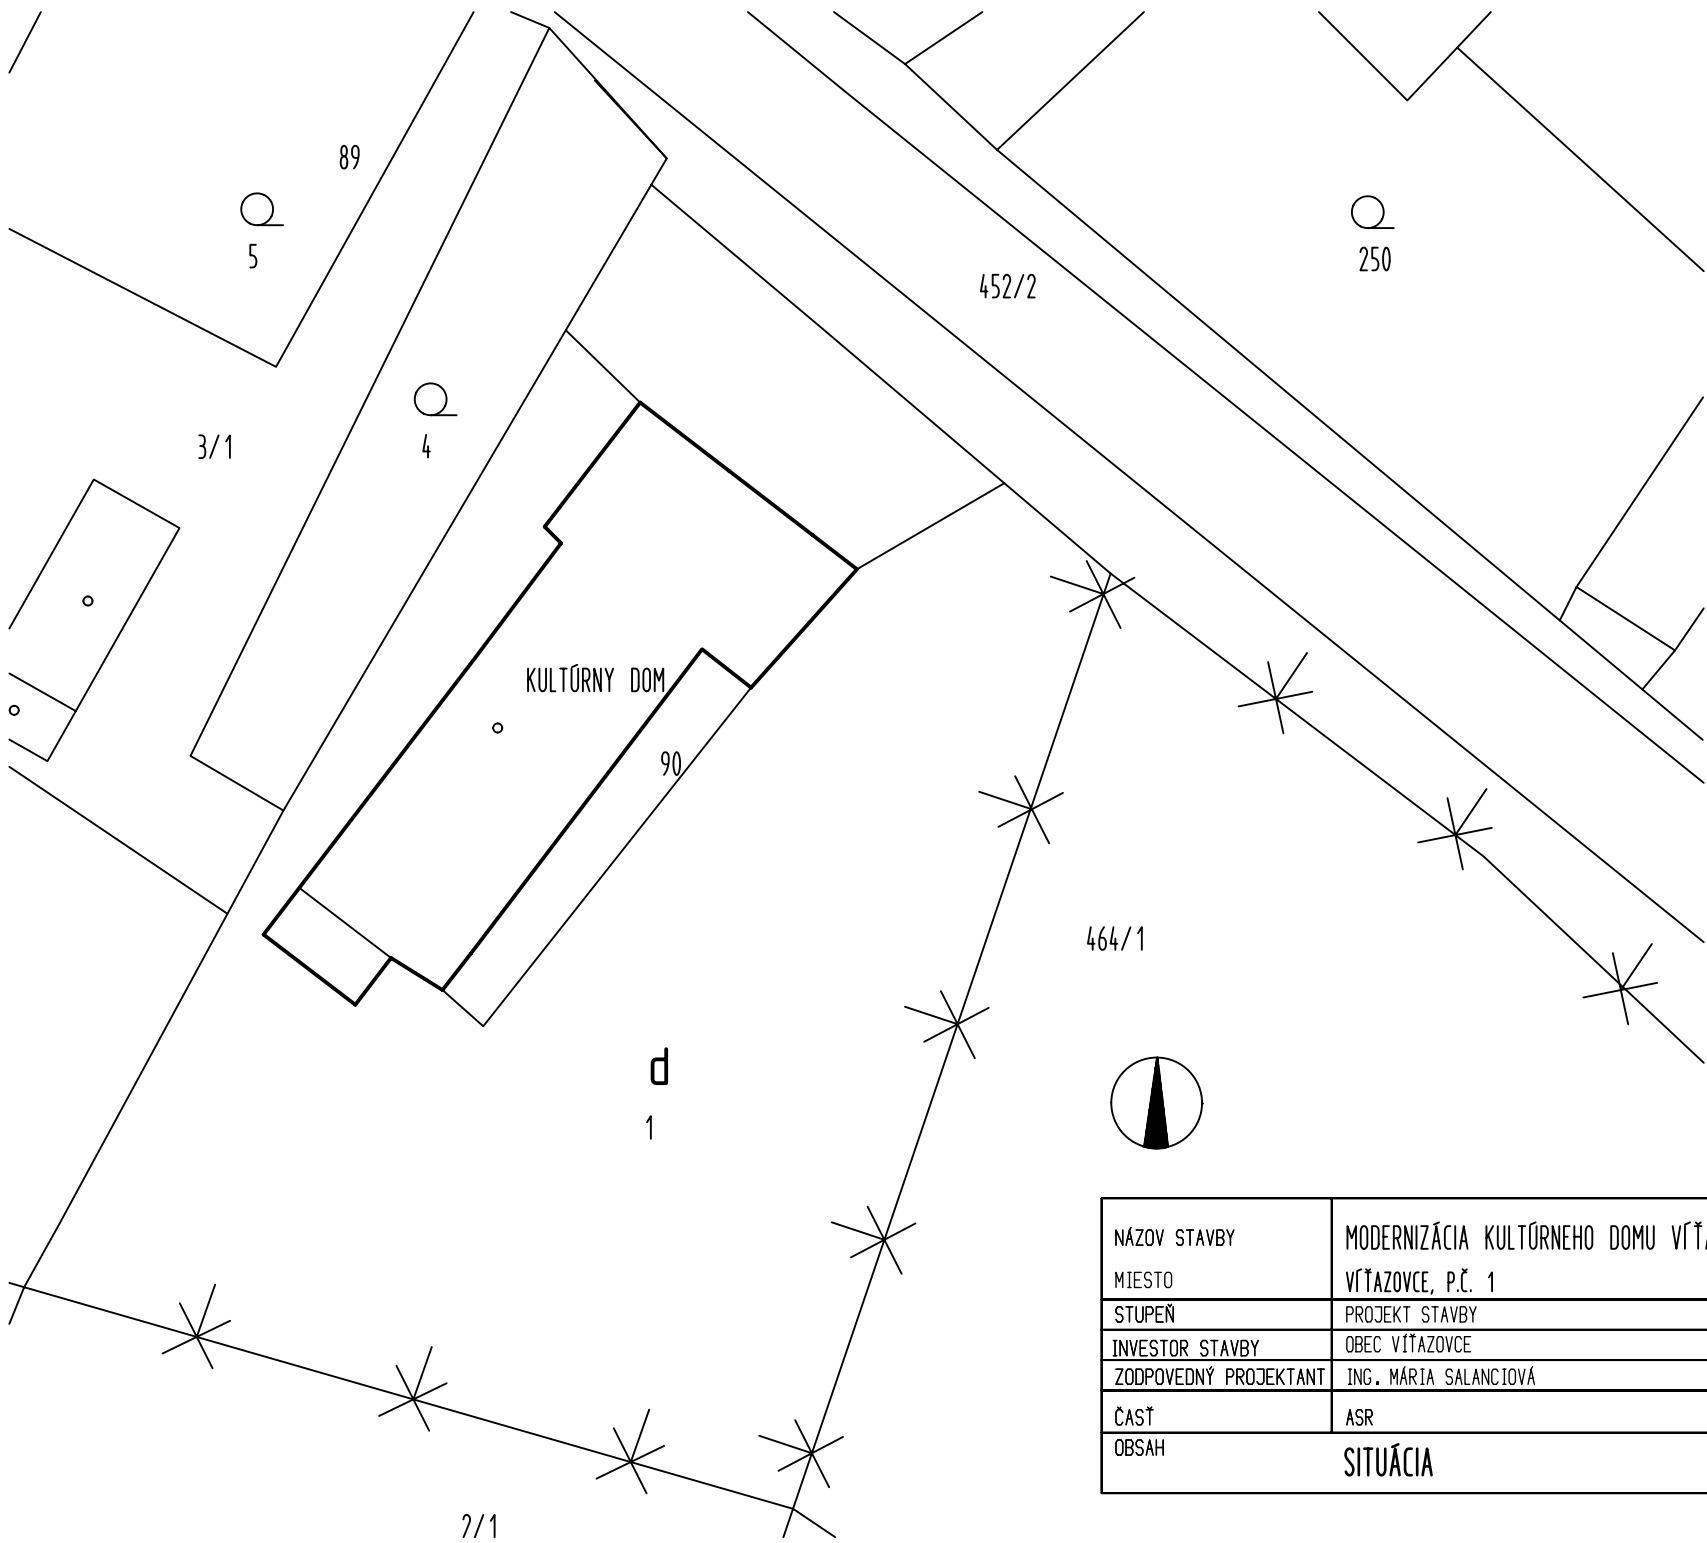 89
5
250
452/2
4
3/1
KULTÚRNY DOM
90
464/1
d
1
NÁZOV STAVBY MODERNIZÁCIA KULTÚRNEHO DOMU
MIESTO VÍŤAZOVCE, P.Č. 1
STUPEŇ PROJEKT STAVBY
INVESTOR STAVBY OBEC VÍŤAZOVCE
ZODPOVEDNÝ PROJEKTANT ING. MÁRIA SALANCIOVÁ
ČASŤ ASR
OBSAH SITUÁCIA
2/1